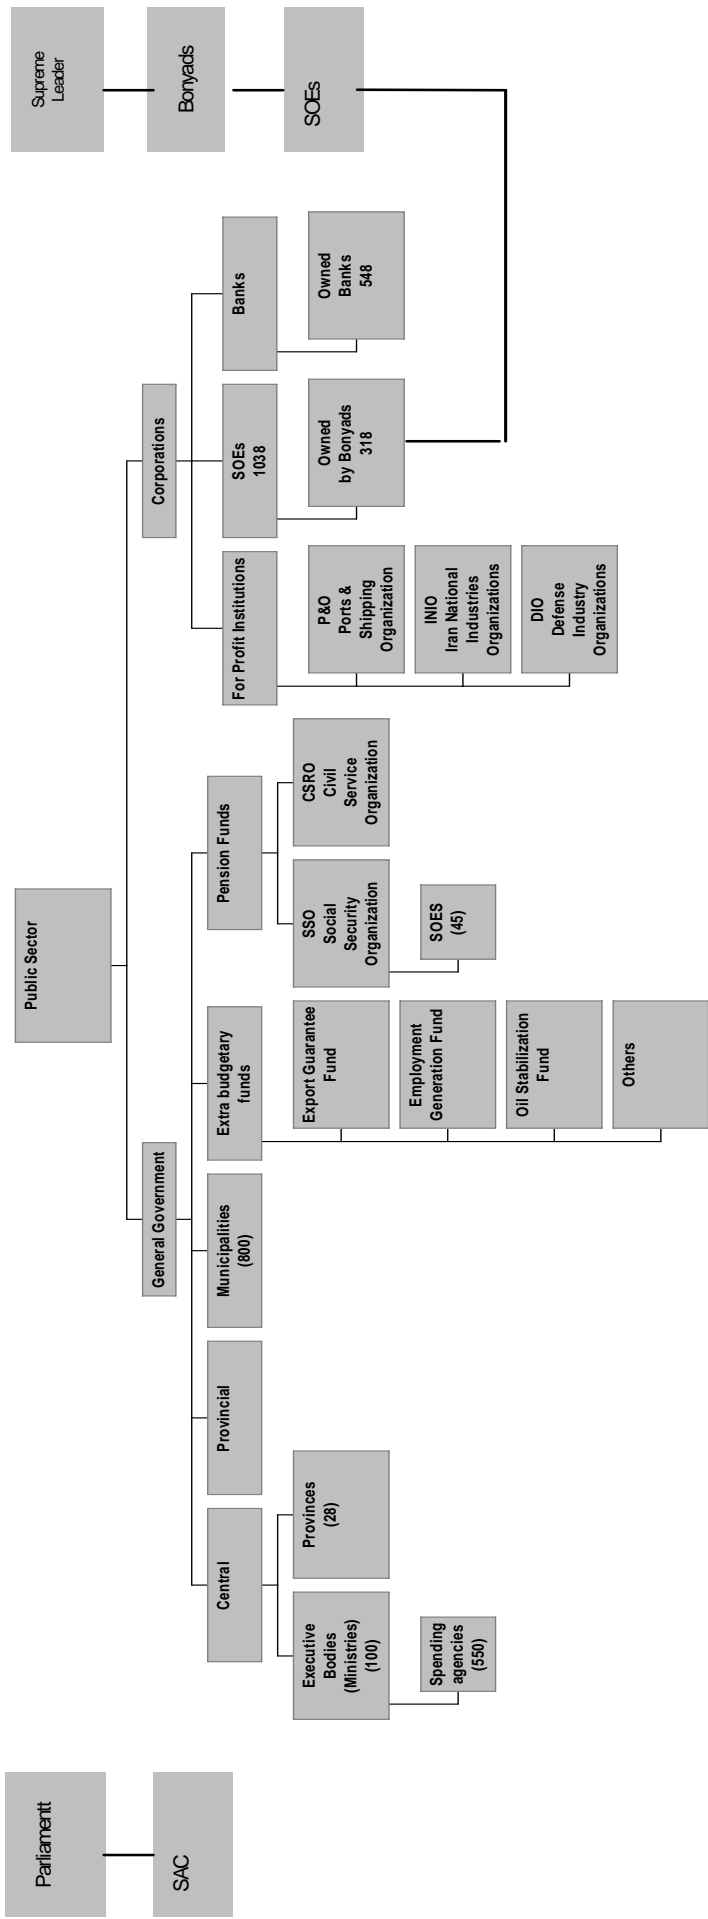 Parliamentt
SAC
Public Sector
General Government
Central
Executive
Bodies
(Ministries)
(100)
Spending
agencies
(550)
Provinces
(28)
Provincial
Municipalities
(800)
Extra budgetary
funds
Export Guarantee
Fund
Employment
Generation Fund
Oil Stabilization
Fund
Others
Pension Funds
SSO
Social
Security
Organization
SOES
(45)
CSRO
Civil
Service
Organization
Corporations
For Profit Institutions
P&O
Ports &
Shipping
Organization
INIO
Iran National
Industries
Organizations
DIO
Defense
Industry
Organizations
SOEs
1038
Owned
by Bonyads
318
Banks
Owned
Banks
548
Supreme
Leader
Bonyads
SOEs